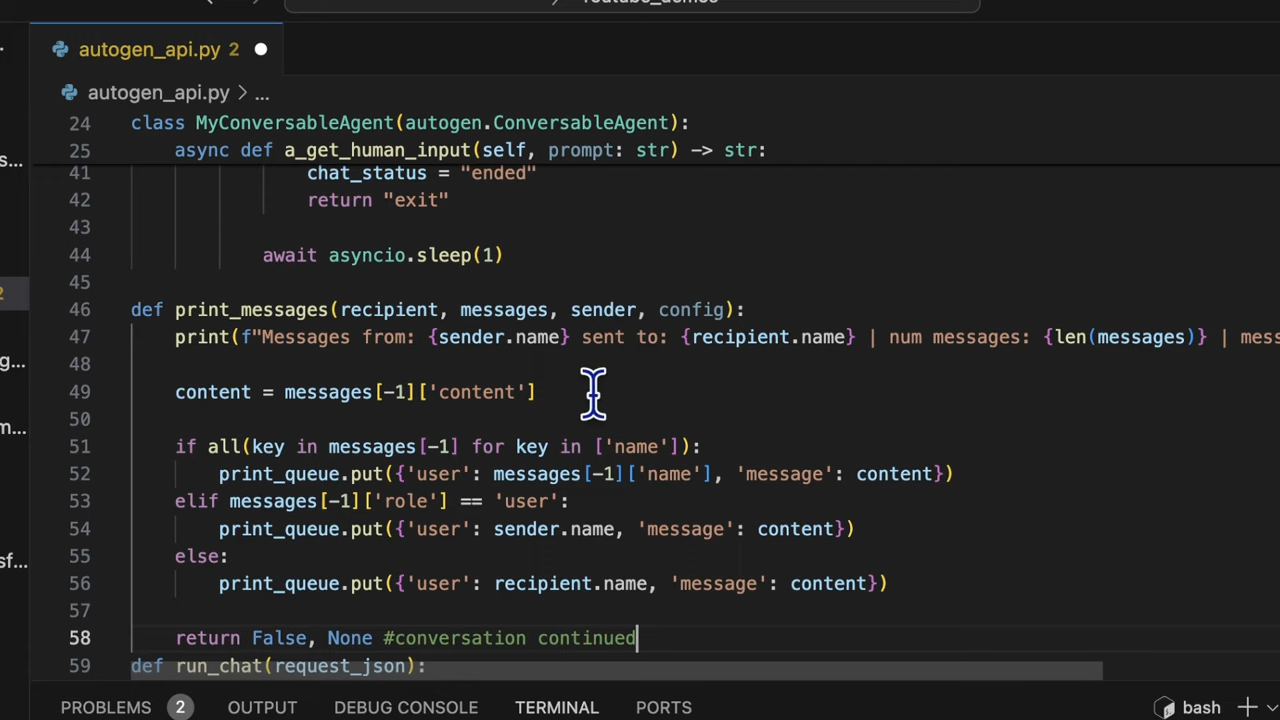 autogen_api.py 2
autogen_api.py > ...
24 class MyConversableAgent(autogen.ConversableAgent):
25 async def a_get_human_input(self, prompt: str) -> str:
41 chat_status = "ended"
42 return "exit"
43
44 await asyncio.sleep(1)
45
46 def print_messages(recipient, messages, sender, config):
47 print(f"Messages from: {sender.name} sent to: {recipient.name} | num messages: {len(messages)} | mess
48
49 content = messages[-1]['content']
50
51 if all(key in messages[-1] for key in ['name']):
52 print_queue.put({'user': messages[-1]['name'], 'message': content})
53 elif messages[-1]['role'] == 'user':
54 print_queue.put({'user': sender.name, 'message': content})
55 else:
56 print_queue.put({'user': recipient.name, 'message': content})
57
58 return False, None #conversation continued
59 def run_chat(request_json):
PROBLEMS 2 OUTPUT DEBUG CONSOLE TERMINAL PORTS bash